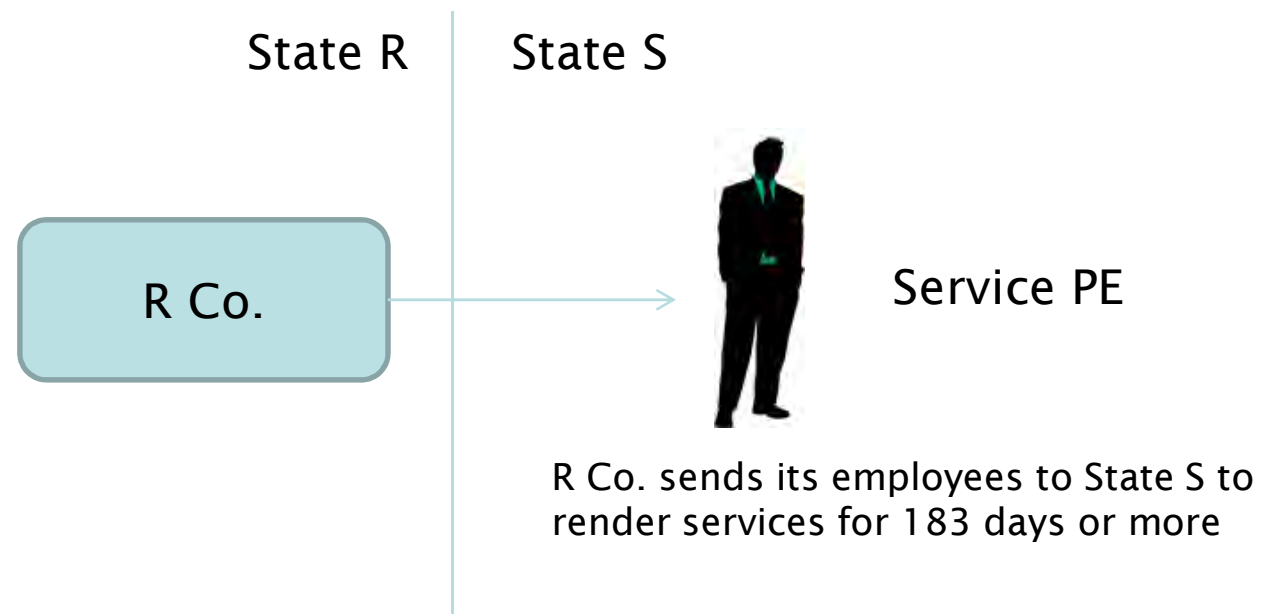 State R
State S
R Co.
Service PE
R Co. sends its employees to State S to
render services for 183 days or more